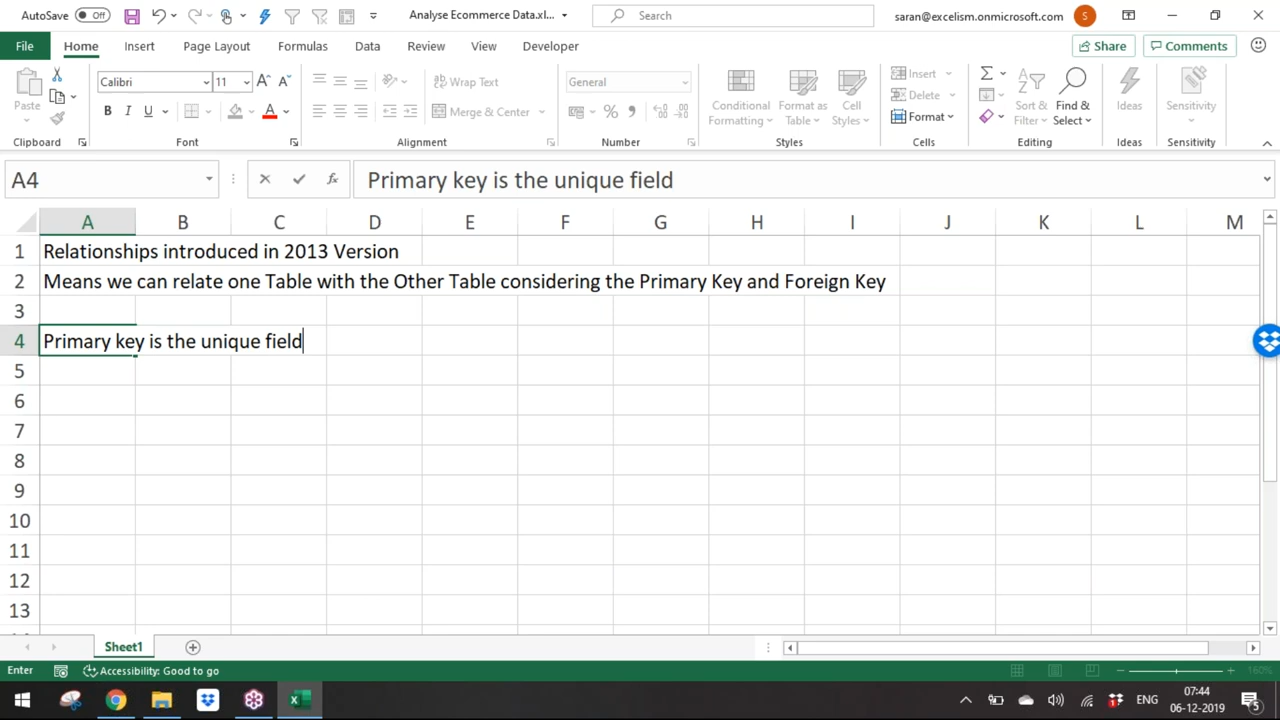 AutoSave Off Analyse Ecommerce Data.xl... Search saran@excelism.onmicrosoft.com S
File Home Insert Page Layout Formulas Data Review View Developer Share Comments
Calibri 11 Wrap Text General Insert
Paste B I U Merge & Center Conditional Formatting Format as Table Cell Styles Delete Format Sort & Filter Find & Select Ideas Sensitivity
Clipboard Font Alignment Number Styles Cells Editing Ideas Sensitivity
A4 fx Primary key is the unique field
A B C D E F G H I J K L M
1 Relationships introduced in 2013 Version
2 Means we can relate one Table with the Other Table considering the Primary Key and Foreign Key
3
4 Primary key is the unique field
5
6
7
8
9
10
11
12
13
Sheet1
Enter Accessibility: Good to go 160%
ENG 07:44
06-12-2019 5